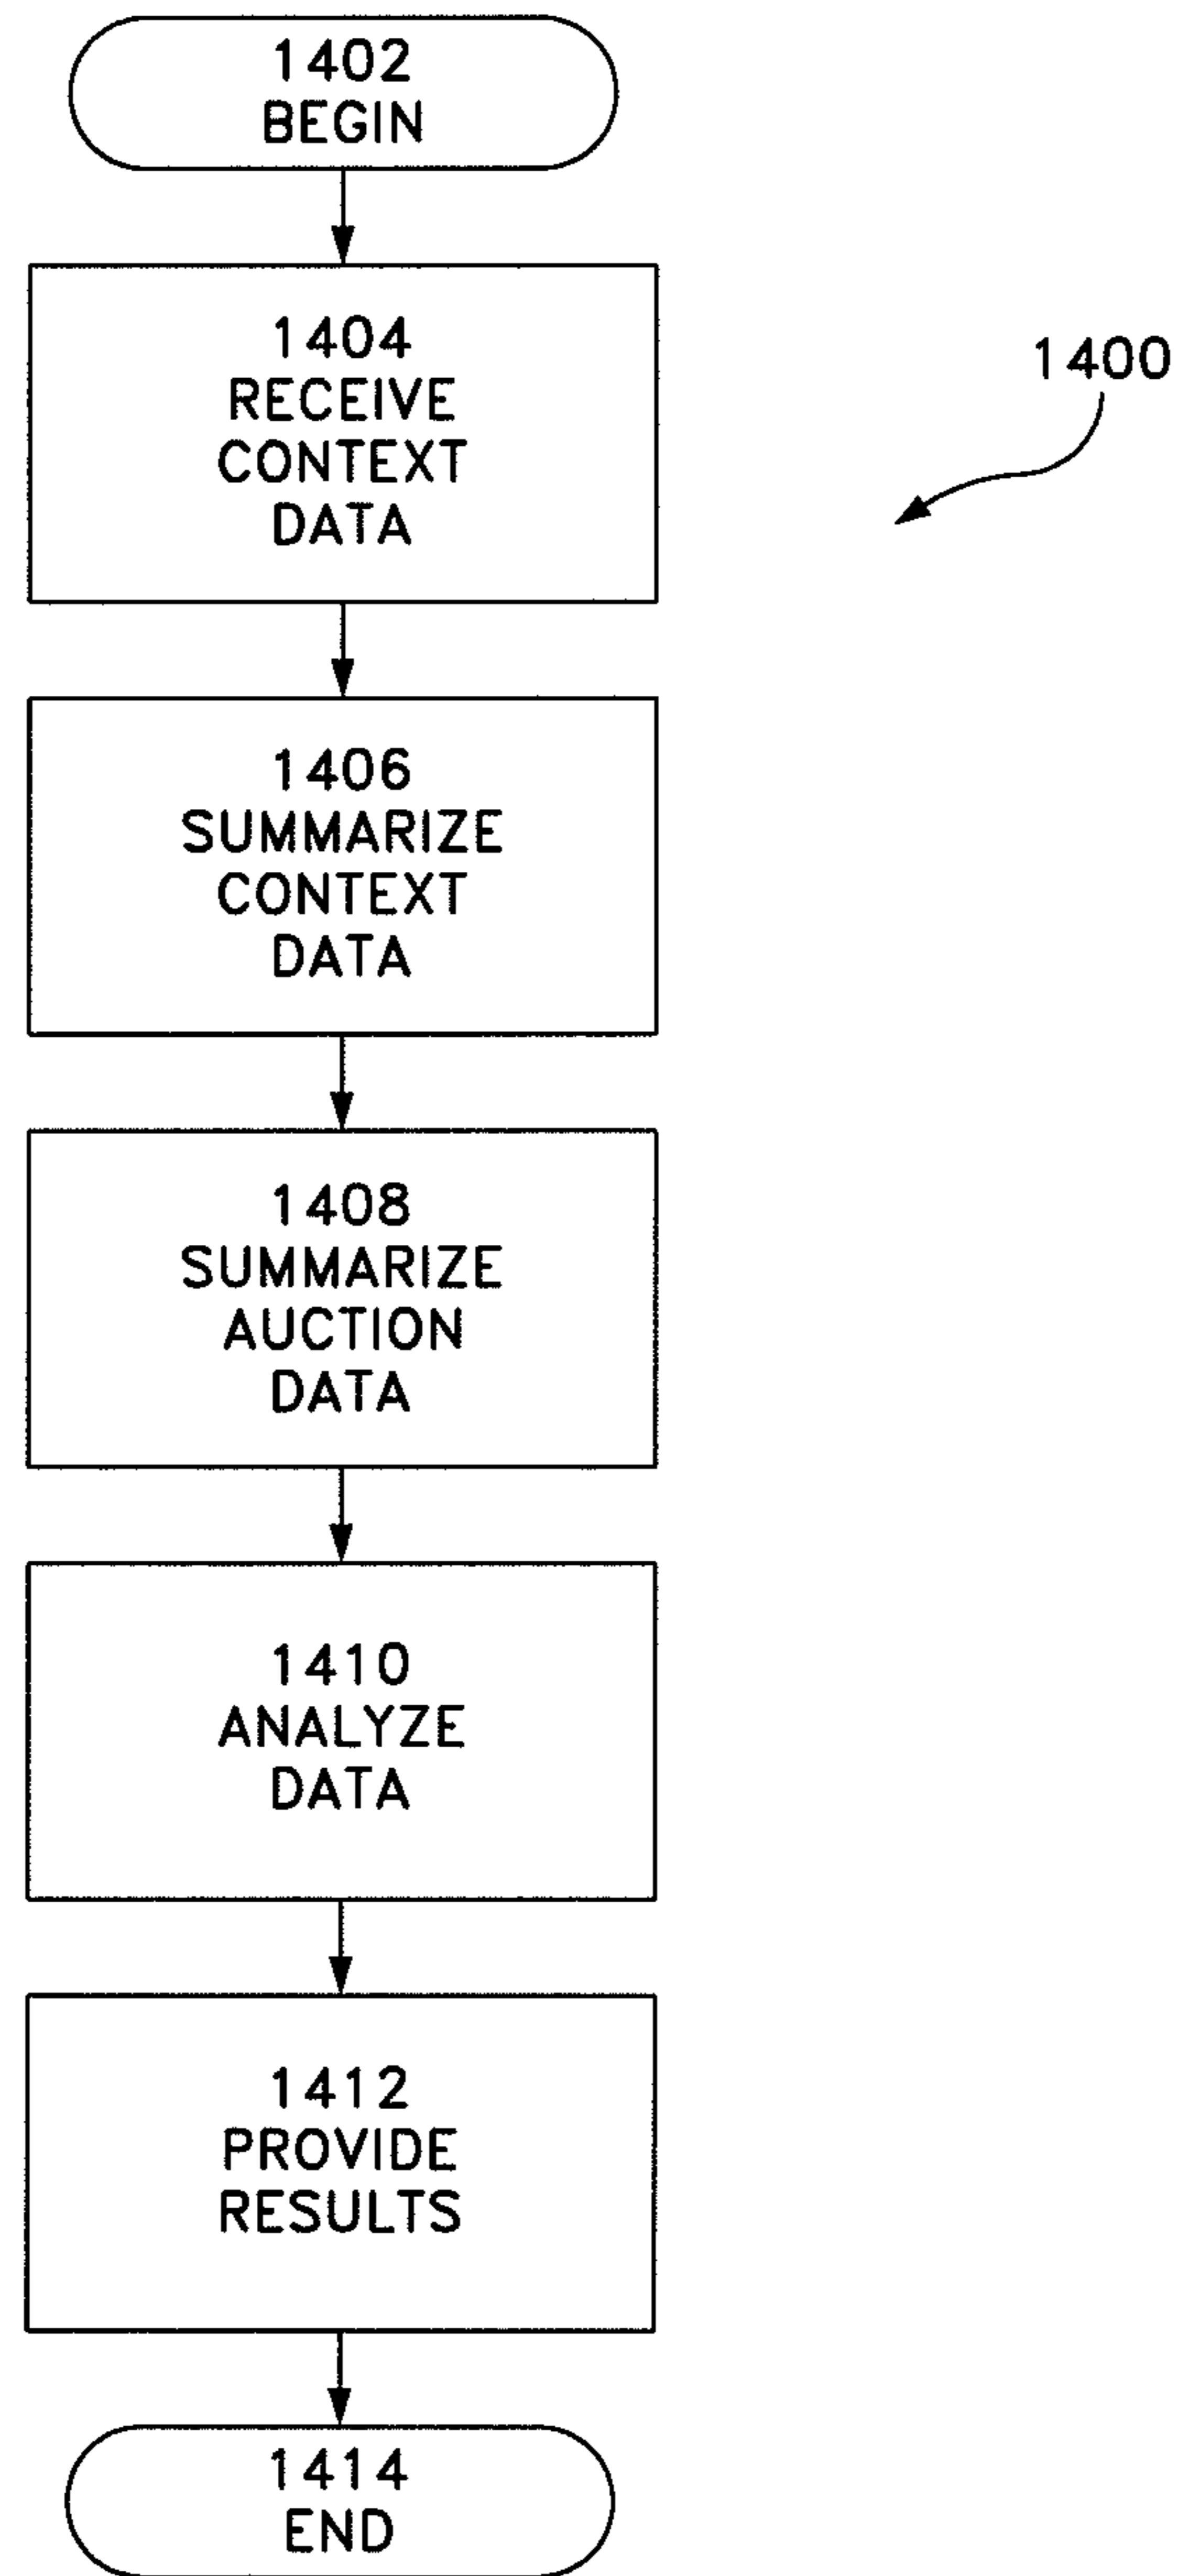 1402
BEGIN
1404
RECEIVE
CONTEXT
DATA
1400
1406
SUMMARIZE
CONTEXT
DATA
1408
SUMMARIZE
AUCTION
DATA
1410
ANALYZE
DATA
1412
PROVIDE
RESULTS
1414
END